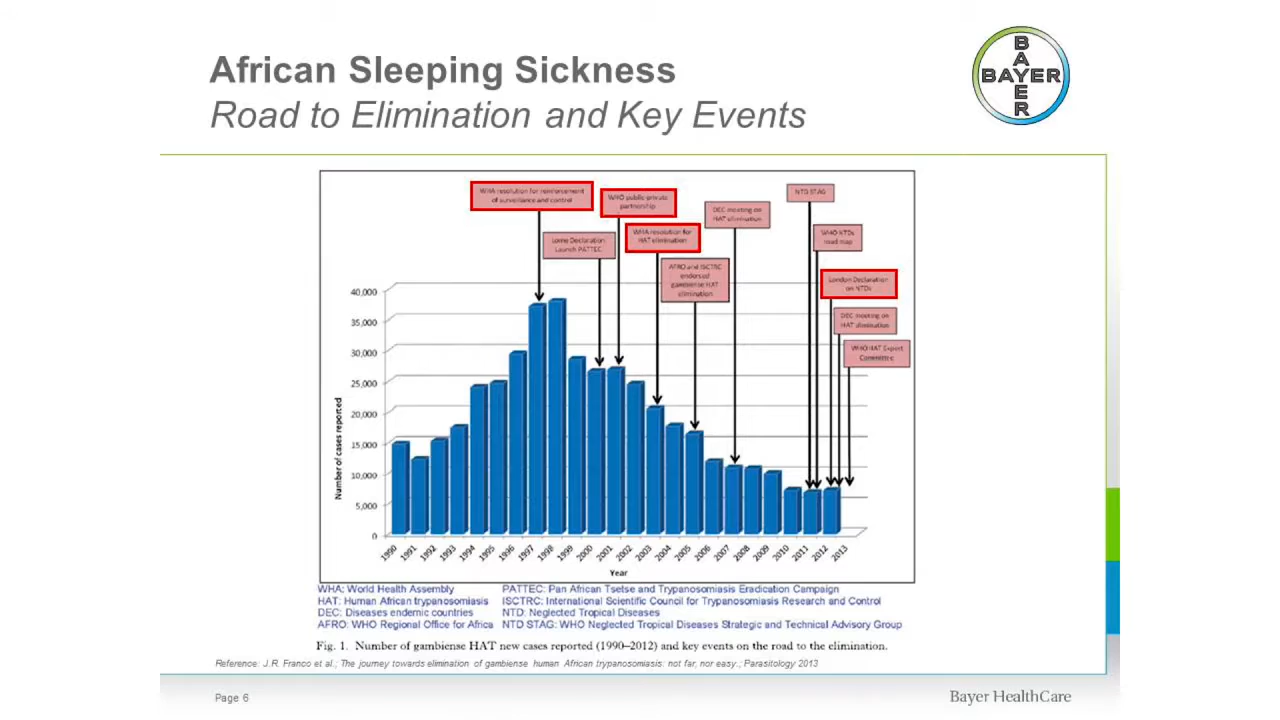 African Sleeping Sickness
Road to Elimination and Key Events
BAYER
BAYER
WHA resolution for reinforcement
of surveillance and control
WHO public private
partnership
Lome Declaration
Launch PATTEC
WHA resolution for
HAT elimination
AFRO and ISCTRC
endorsed
gambiense HAT
elimination
DEC meeting on
HAT elimination
NTD STAG
WHO NTDs
road map
London Declaration
on NTDs
DEC meeting on
HAT elimination
WHO HAT Expert
Committee
Number of cases reported
40,000
35,000
30,000
25,000
20,000
15,000
10,000
5,000
0
1990
1991
1992
1993
1994
1995
1996
1997
1998
1999
2000
2001
2002
2003
2004
2005
2006
2007
2008
2009
2010
2011
2012
2013
Year
WHA: World Health Assembly
HAT: Human African trypanosomiasis
DEC: Diseases endemic countries
AFRO: WHO Regional Office for Africa
PATTEC: Pan African Tsetse and Trypanosomiasis Eradication Campaign
ISCTRC: International Scientific Council for Trypanosomiasis Research and Control
NTD: Neglected Tropical Diseases
NTD STAG: WHO Neglected Tropical Diseases Strategic and Technical Advisory Group
Fig. 1. Number of gambiense HAT new cases reported (1990–2012) and key events on the road to the elimination.
Reference: J.R. Franco et al.; The journey towards elimination of gambiense human African trypanosomiasis: not far, nor easy.; Parasitology 2013
Page 6
Bayer HealthCare